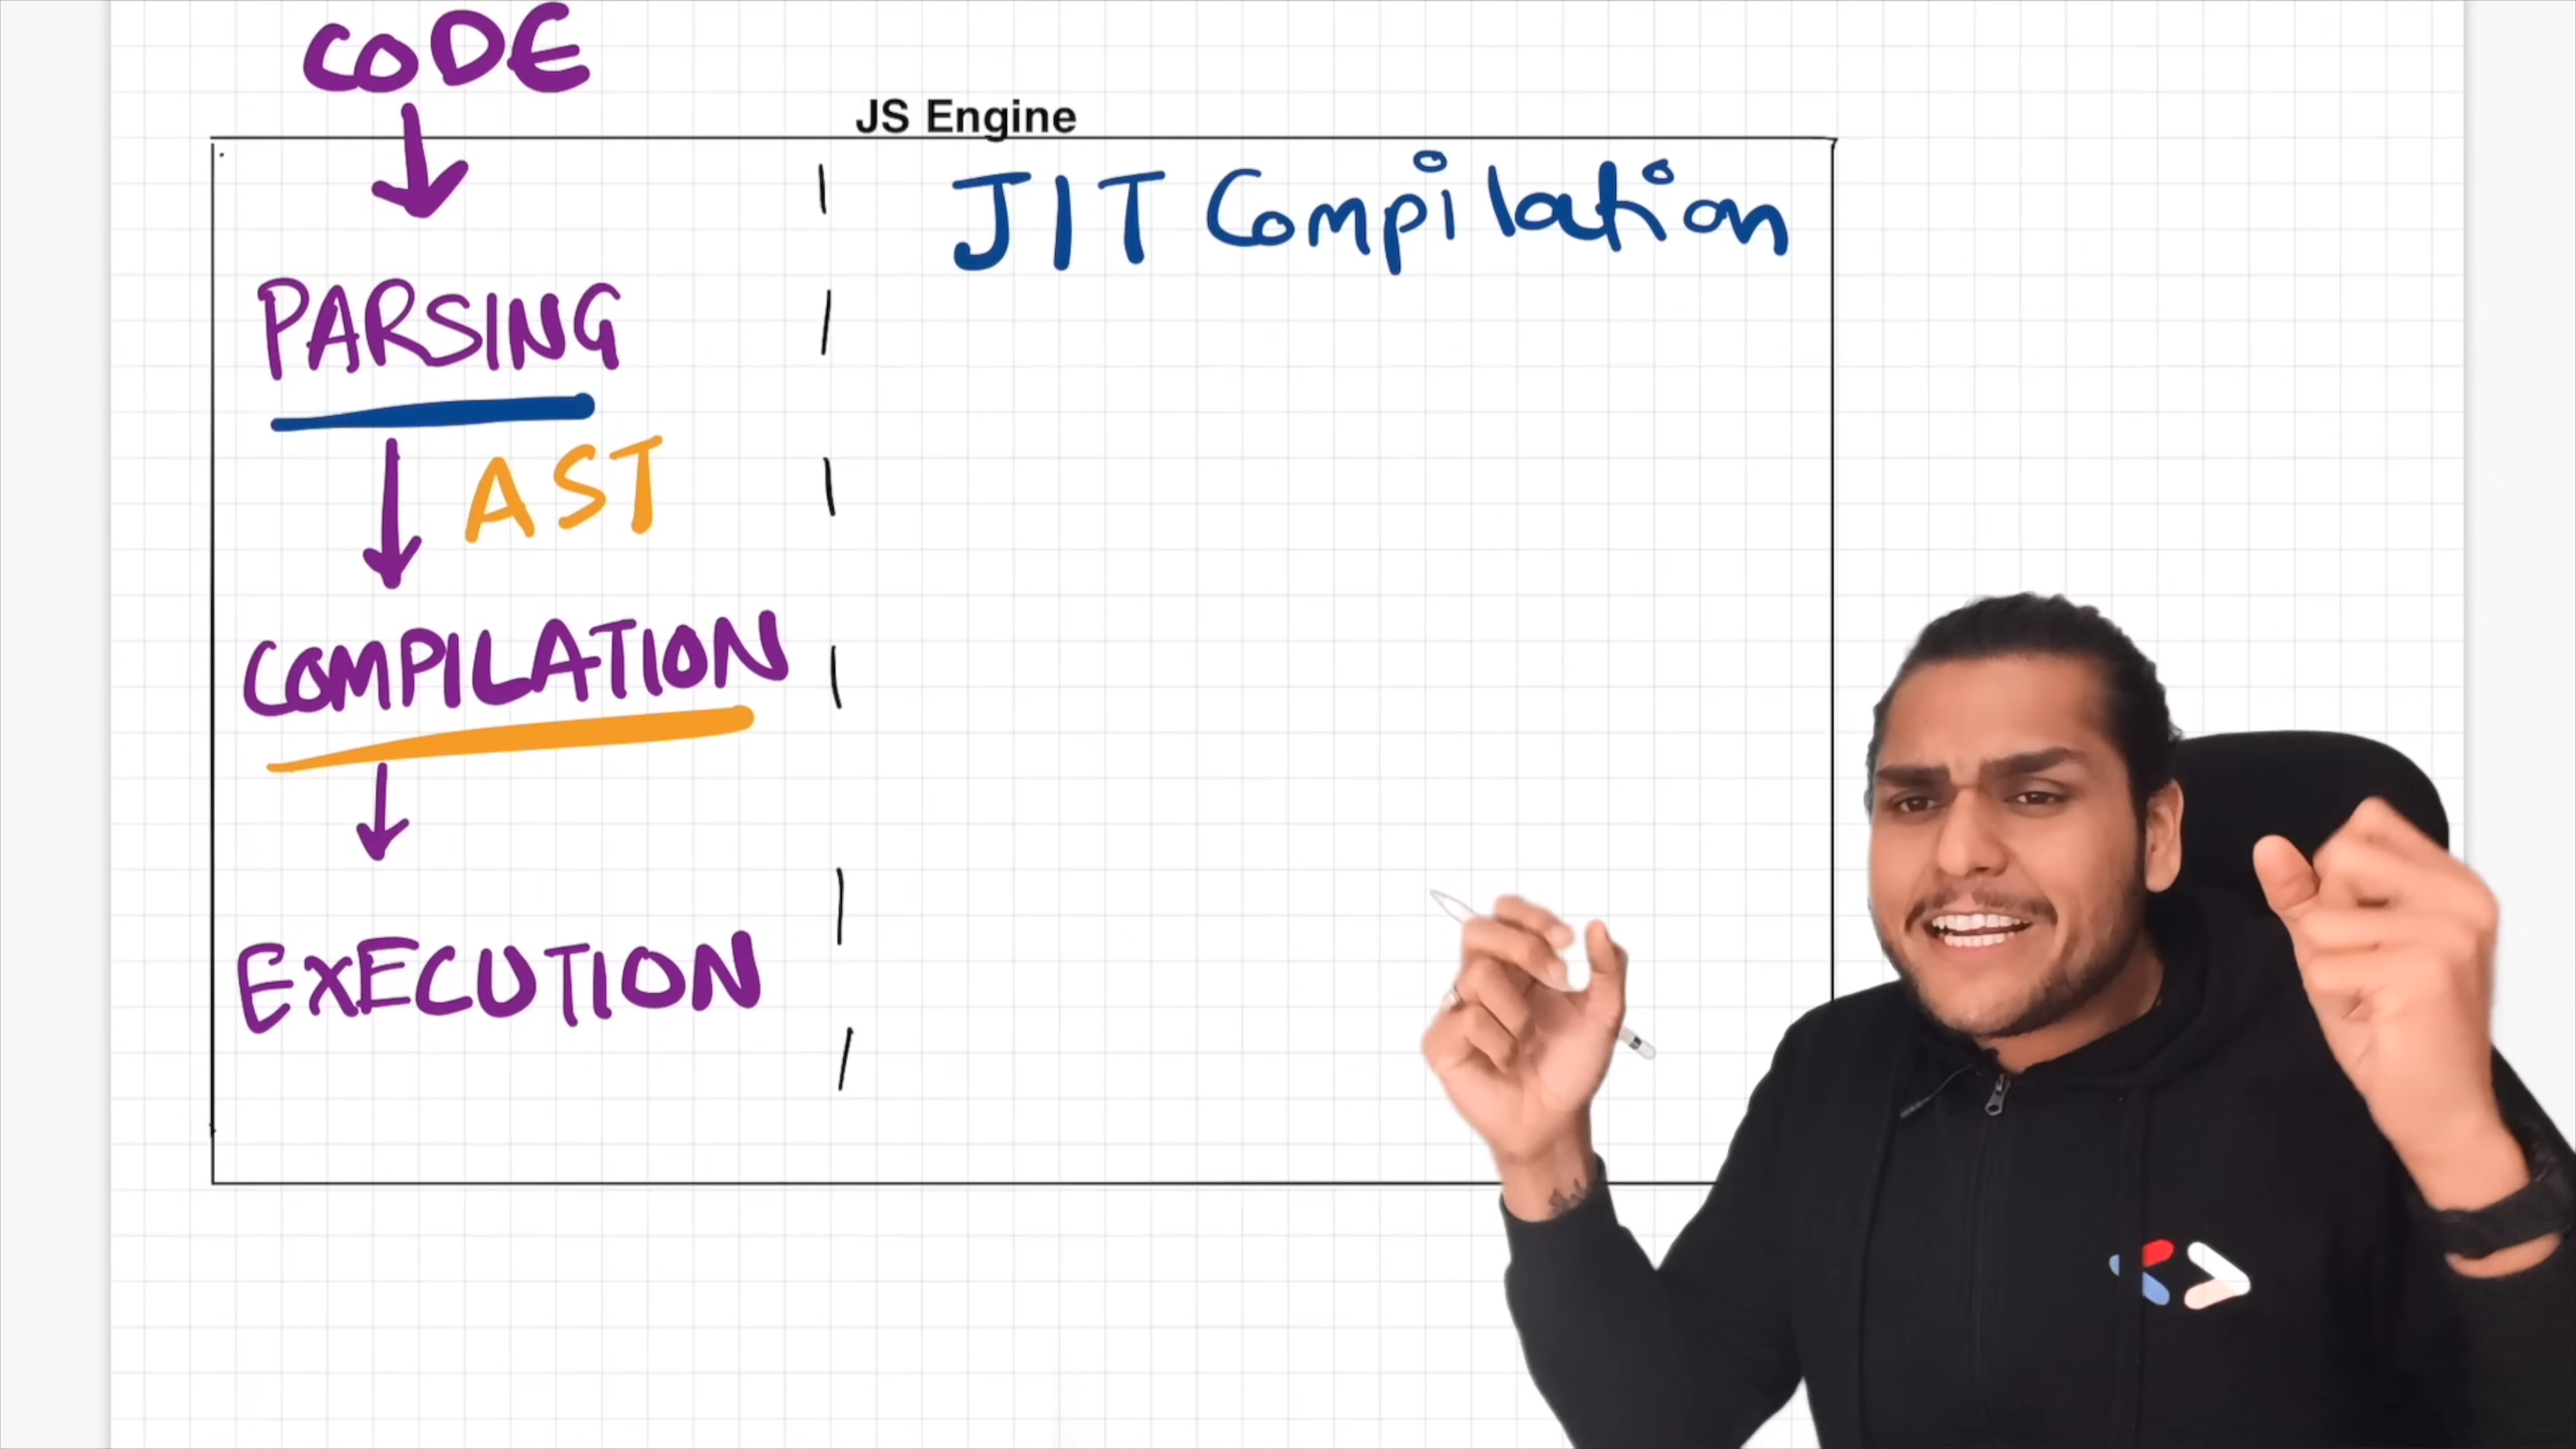 CODE
JS Engine
JIT Compilation
PARSING
AST
COMPILATION
EXECUTION